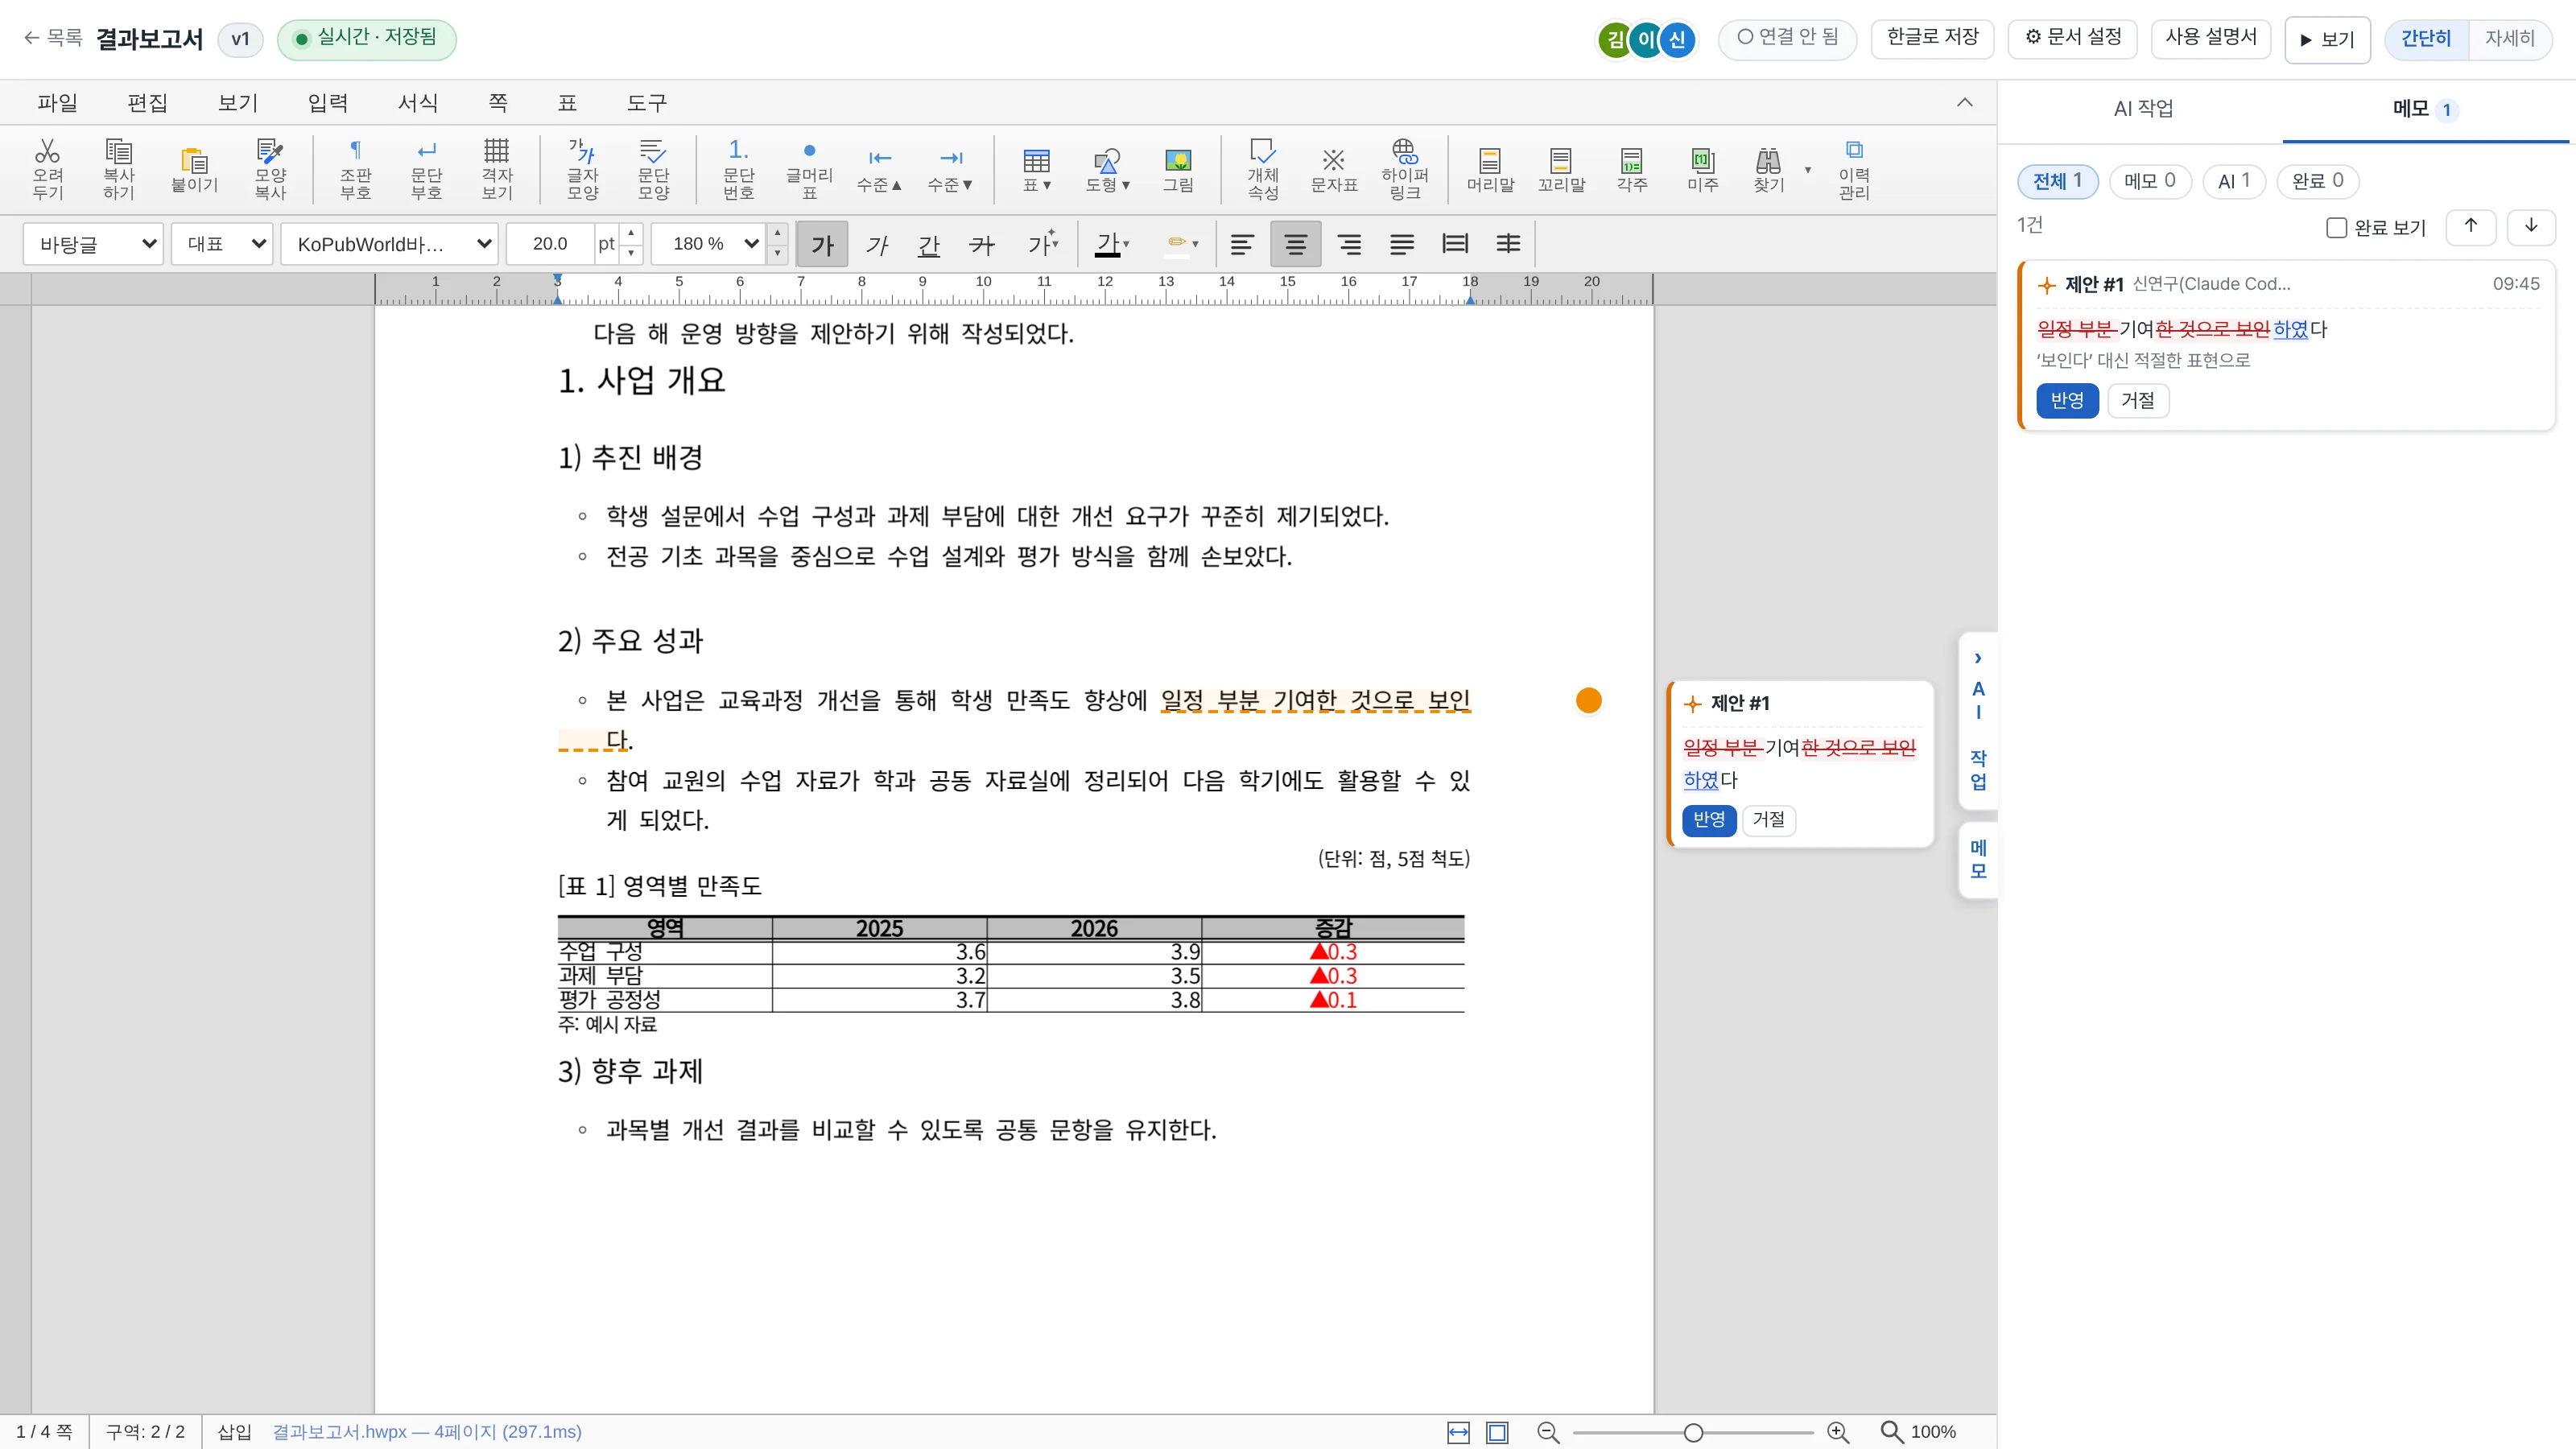 ← 목록 결과보고서 v1 실시간 · 저장됨 김 이 신 연결 안 됨 한글로 저장 ⚙ 문서 설정 사용 설명서 ▶ 보기 간단히 자세히
파일 편집 보기 입력 서식 쪽 표 도구
오려두기 복사하기 붙이기 모양복사 조판부호 문단부호 격자보기 글자모양 문단모양 문단번호 글머리표 수준▲ 수준▼ 표▼ 도형▼ 그림 개체속성 문자표 하이퍼링크 머리말 꼬리말 각주 미주 찾기 이력관리
바탕글 대표 KoPubWorld바... 20.0 pt 180 % 가 가 간 가 가 가
1 2 3 4 5 6 7 8 9 10 11 12 13 14 15 16 17 18 19 20
다음 해 운영 방향을 제안하기 위해 작성되었다.
1. 사업 개요
1) 추진 배경
◦ 학생 설문에서 수업 구성과 과제 부담에 대한 개선 요구가 꾸준히 제기되었다.
◦ 전공 기초 과목을 중심으로 수업 설계와 평가 방식을 함께 손보았다.
2) 주요 성과
◦ 본 사업은 교육과정 개선을 통해 학생 만족도 향상에 일정 부분 기여한 것으로 보인
다.
◦ 참여 교원의 수업 자료가 학과 공동 자료실에 정리되어 다음 학기에도 활용할 수 있
게 되었다.
(단위: 점, 5점 척도)
[표 1] 영역별 만족도
영역 2025 2026 증감
수업 구성 3.6 3.9 ▲0.3
과제 부담 3.2 3.5 ▲0.3
평가 공정성 3.7 3.8 ▲0.1
주: 예시 자료
3) 향후 과제
◦ 과목별 개선 결과를 비교할 수 있도록 공통 문항을 유지한다.
제안 #1
일정 부분 기여한 것으로 보인
하였다
반영 거절
› AI 작업
메모
AI 작업 메모 1
전체 1 메모 0 AI 1 완료 0
1건 완료 보기 ↑ ↓
제안 #1 신연구(Claude Cod... 09:45
일정 부분 기여한 것으로 보인하였다
'보인다' 대신 적절한 표현으로
반영 거절
1 / 4 쪽 구역: 2 / 2 삽입 결과보고서.hwpx — 4페이지 (297.1ms) 100%